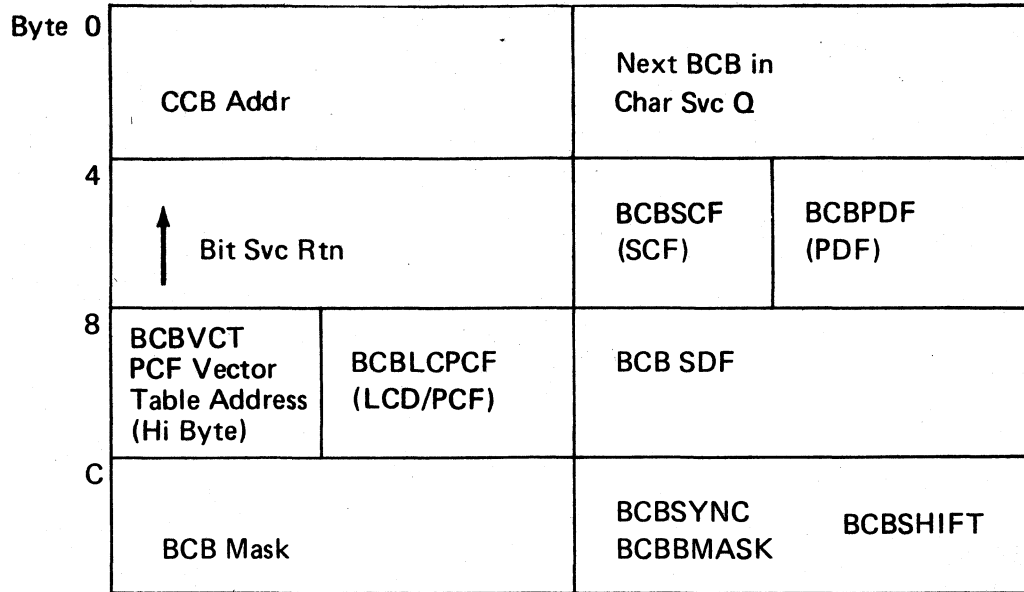 Byte 0
CCB Addr
Next BCB in
Char Svc Q
4
Bit Svc Rtn
BCBSCF
(SCF)
BCBPDF
(PDF)
8
BCBVCT
PCF Vector
Table Address
(Hi Byte)
BCBLCPCF
(LCD/PCF)
BCB SDF
C
BCB Mask
BCBSYNC
BCBBMASK
BCBSHIFT